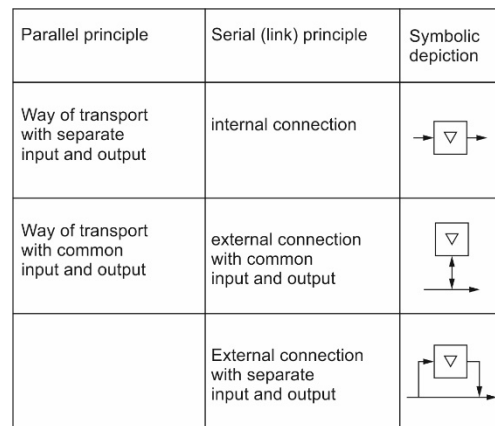 Parallel principle
Serial (link) principle
Symbolic
depiction
Way of transport
with separate
input and output
internal connection
Way of transport
with common
input and output
external connection
with common
input and output
External connection
with separate
input and output